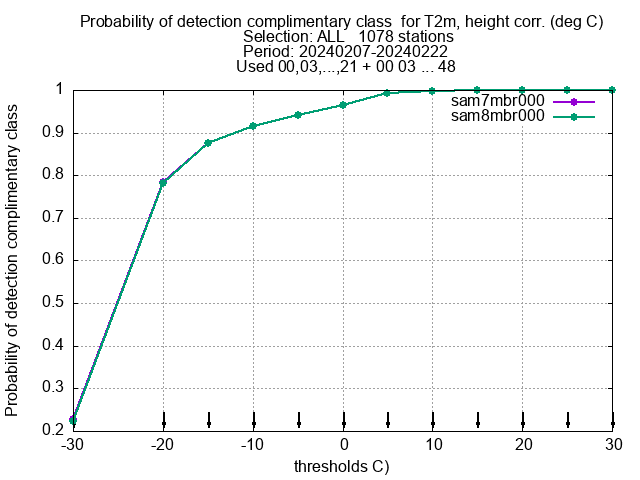 Probability of detection complimentary class  for T2m, height corr. (deg C)
Selection: ALL   1078 stations
Period: 20240207-20240222
Used 00,03,...,21 + 00 03 ... 48
Probability of detection complimentary class
1
0.9
0.8
0.7
0.6
0.5
0.4
0.3
0.2
sam7mbr000
sam8mbr000
-30 -20 -10 0 10 20 30
thresholds C)